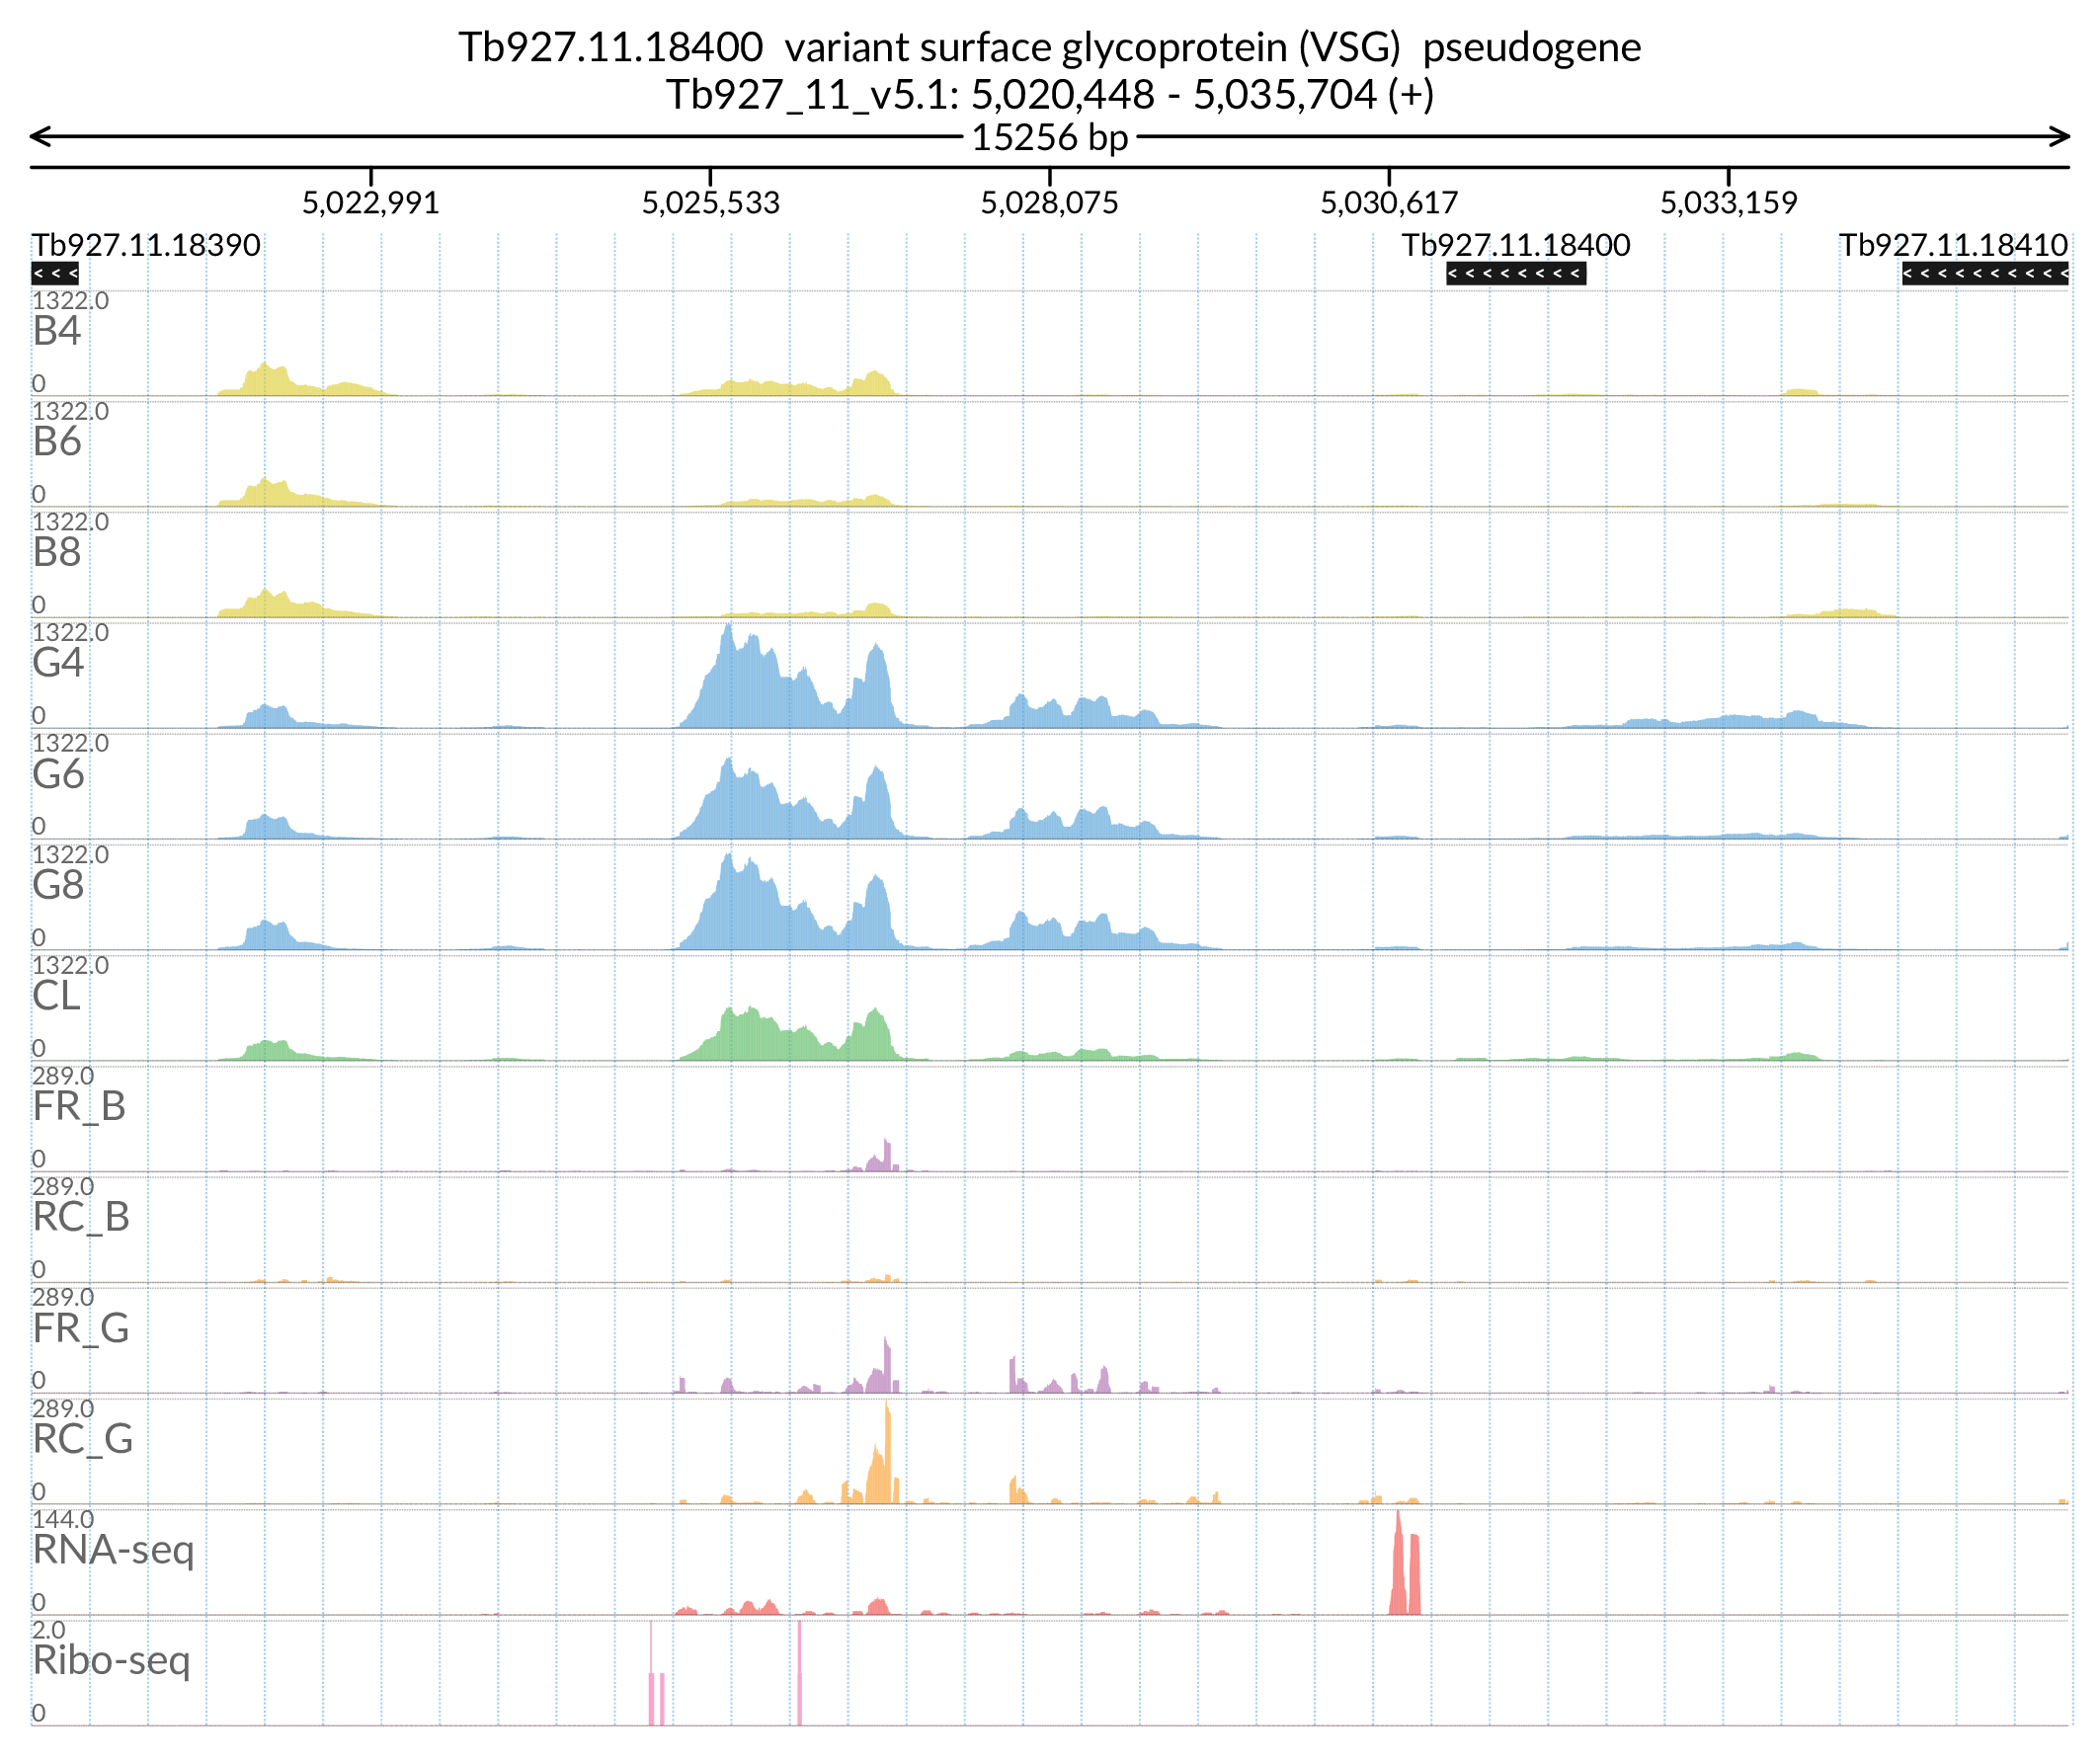 Tb927.11.18400 variant surface glycoprotein (VSG) pseudogene
Tb927_11_v5.1: 5,020,448 - 5,035,704 (+)
15256 bp
5,022,991 5,025,533 5,028,075 5,030,617 5,033,159
Tb927.11.18390 Tb927.11.18400 Tb927.11.18410
< < < < < < < < < < < < < < < < < < < < <
1322.0
B4
0
1322.0
B6
0
1322.0
B8
0
1322.0
G4
0
1322.0
G6
0
1322.0
G8
0
1322.0
CL
0
289.0
FR_B
0
289.0
RC_B
0
289.0
FR_G
0
289.0
RC_G
0
144.0
RNA-seq
0
2.0
Ribo-seq
0